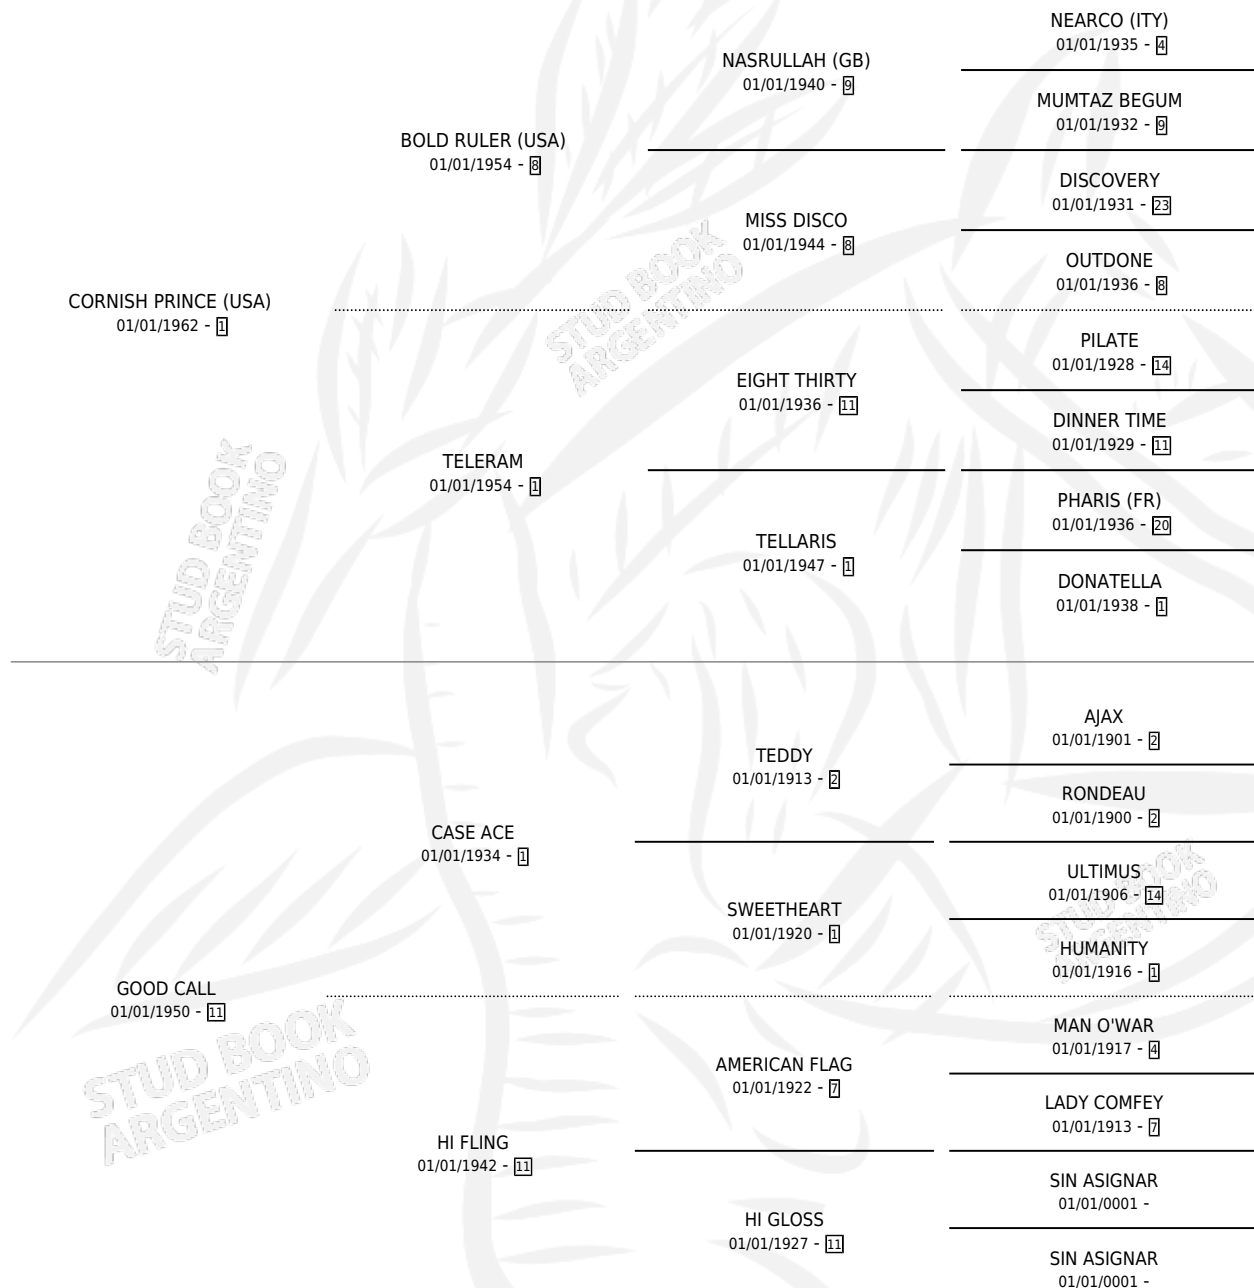 NEARCO (ITY)
01/01/1935 - 4
NASRULLAH (GB)
01/01/1940 - 9
MUMTAZ BEGUM
01/01/1932 - 9
BOLD RULER (USA)
01/01/1954 - 8
DISCOVERY
01/01/1931 - 23
MISS DISCO
01/01/1944 - 8
OUTDONE
01/01/1936 - 8
CORNISH PRINCE (USA)
01/01/1962 - 1
PILATE
01/01/1928 - 14
EIGHT THIRTY
01/01/1936 - 11
DINNER TIME
01/01/1929 - 11
TELERAM
01/01/1954 - 1
PHARIS (FR)
01/01/1936 - 20
TELLARIS
01/01/1947 - 1
DONATELLA
01/01/1938 - 1
AJAX
01/01/1901 - 2
TEDDY
01/01/1913 - 2
RONDEAU
01/01/1900 - 2
CASE ACE
01/01/1934 - 1
ULTIMUS
01/01/1906 - 14
SWEETHEART
01/01/1920 - 1
HUMANITY
01/01/1916 - 1
GOOD CALL
01/01/1950 - 11
MAN O'WAR
01/01/1917 - 4
AMERICAN FLAG
01/01/1922 - 7
LADY COMFEY
01/01/1913 - 7
HI FLING
01/01/1942 - 11
SIN ASIGNAR
01/01/0001 -
HI GLOSS
01/01/1927 - 11
SIN ASIGNAR
01/01/0001 -
STUD BOOK
ARGENTINO
STUD BOOK
ARGENTINO
STUD BOOK
ARGENTINO
STUD BOOK
ARGENTINO